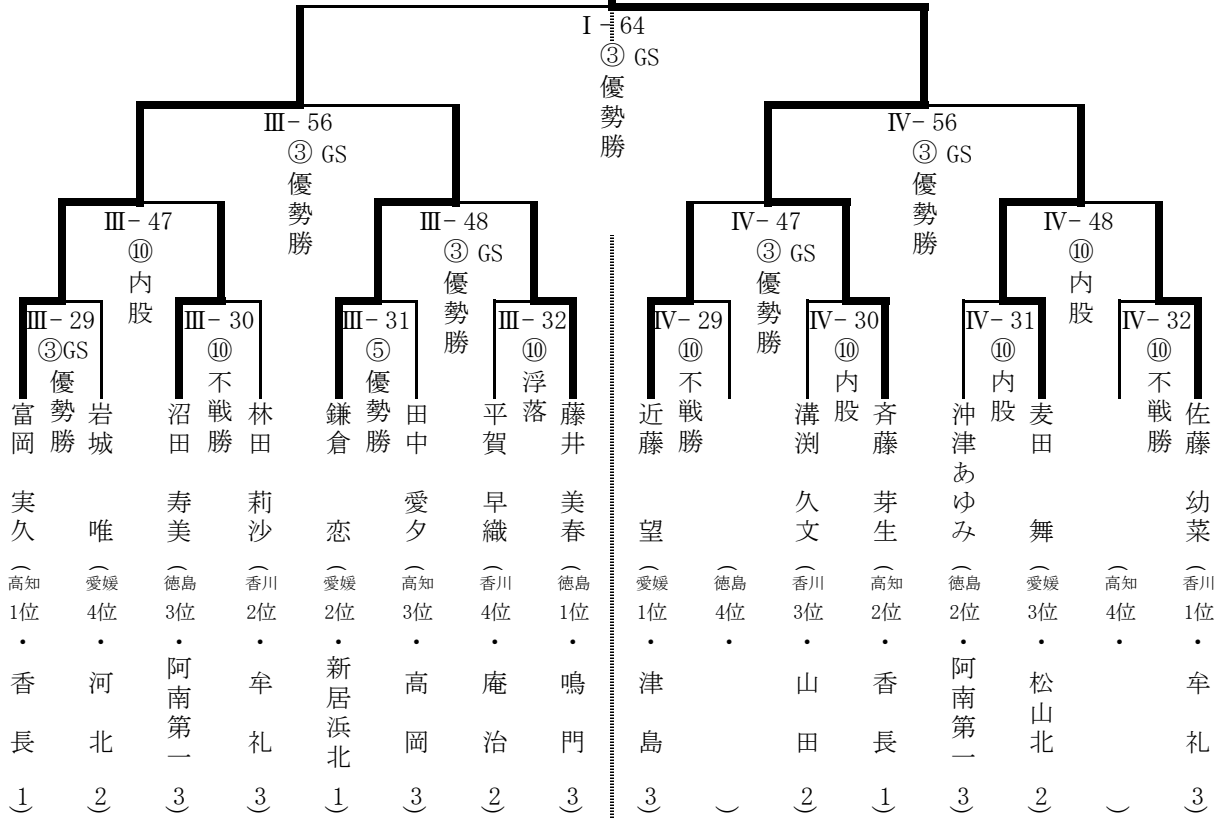 Ⅰ－64
③ GS
優勢勝
Ⅲ－56
③ GS
優勢勝
Ⅳ－56
③ GS
優勢勝
Ⅲ－47
⑩
内股
Ⅲ－48
③ GS
優勢勝
Ⅳ－47
③ GS
優勢勝
Ⅳ－48
⑩
内股
Ⅲ－29
③GS
優勢勝
Ⅲ－30
⑩
不戦勝
Ⅲ－31
⑤
優勢勝
Ⅲ－32
⑩
浮落
Ⅳ－29
⑩
不戦勝
Ⅳ－30
⑩
内股
Ⅳ－31
⑩
内股
Ⅳ－32
⑩
不戦勝
富岡 実久（高知1位・香長 1）
岩城 唯（愛媛4位・河北 2）
沼田 寿美（徳島3位・阿南第一 3）
林田 莉沙（香川2位・牟礼 3）
鎌倉 恋（愛媛2位・新居浜北 1）
田中 愛夕（高知3位・高岡 3）
平賀 早織（香川4位・庵治 2）
藤井 美春（徳島1位・鳴門 3）
近藤 望（愛媛1位・津島 3）
（徳島4位・ ）
溝渕 久文（香川3位・山田 2）
斉藤 芽生（高知2位・香長 1）
沖津あゆみ（徳島2位・阿南第一 3）
麦田 舞（愛媛3位・松山北 2）
（高知4位・ ）
佐藤 幼菜（香川1位・牟礼 3）